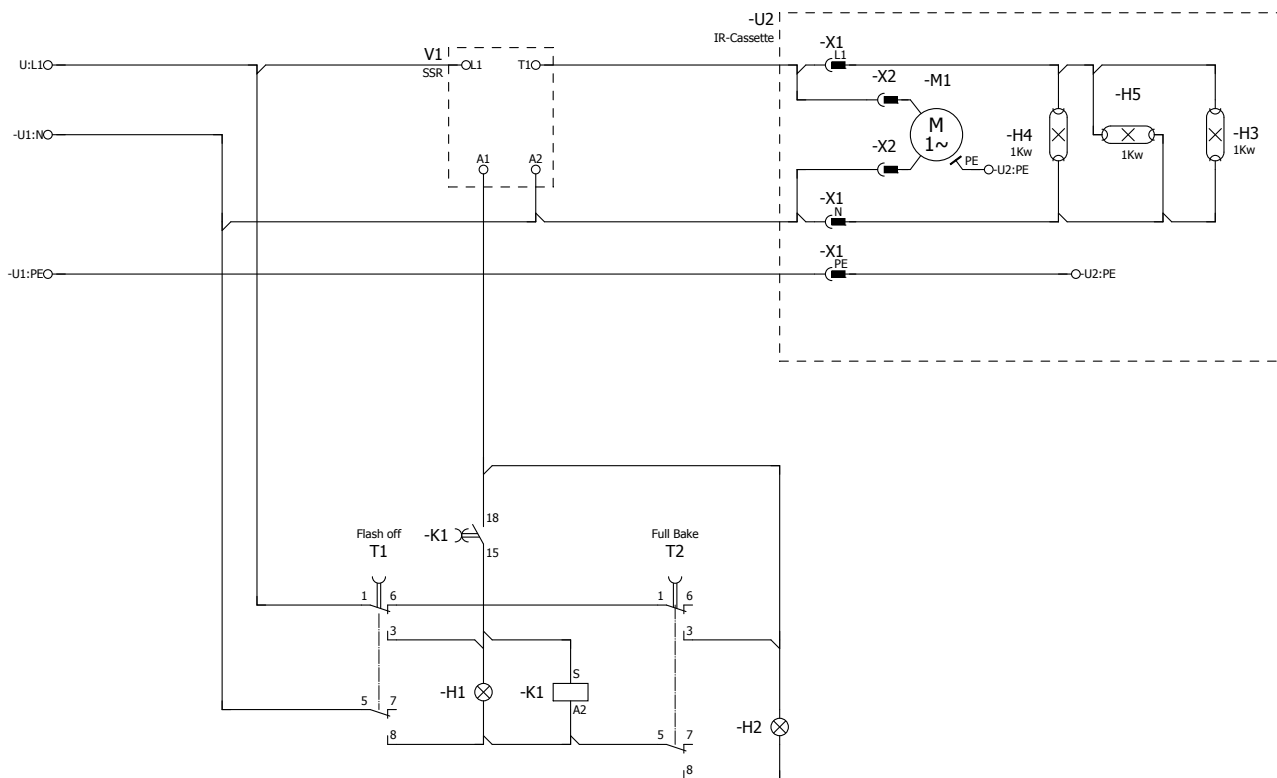 -U2
IR-Cassette
V1
SSR
-X1
L1
U:L1
L1
T1
-X2
-M1
-H5
-U1:N
M
1~
-H4
1Kw
1Kw
-H3
1Kw
A1
A2
-X2
PE
-U2:PE
-X1
N
-X1
PE
-U1:PE
-U2:PE
18
-K1
15
Flash off
T1
Full Bake
T2
1
6
1
6
3
3
S
-H1
-K1
A2
5
7
8
5
7
8
-H2